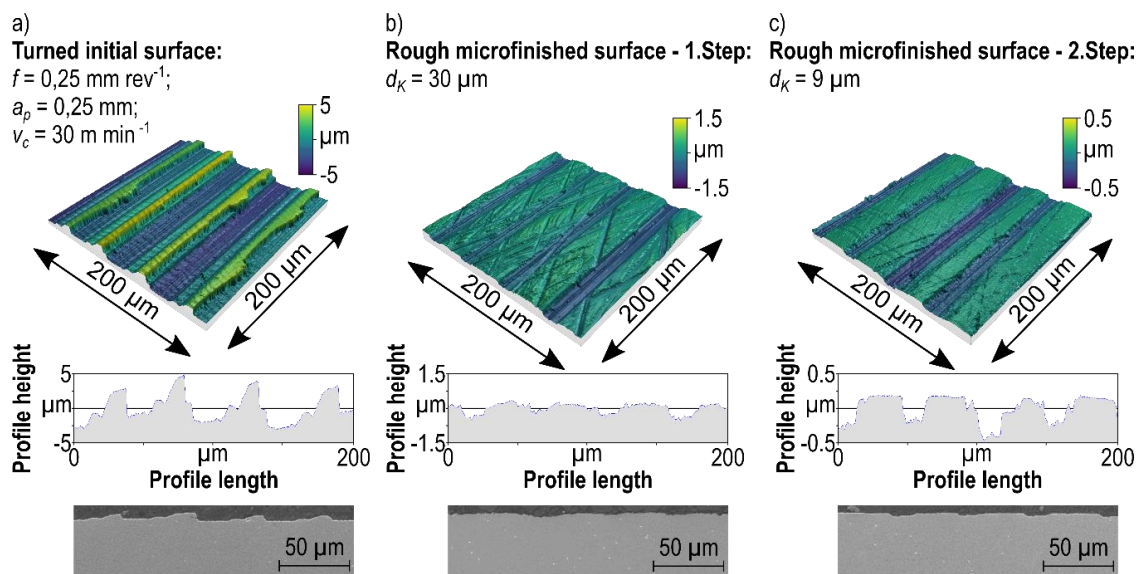 a)
Turned initial surface:
f = 0,25 mm rev⁻¹;
aₚ = 0,25 mm;
v_c = 30 m min ⁻¹
5
µm
-5
200 µm
200 µm
5
µm
-5
Profile height
0
µm
200
Profile length
50 µm
b)
Rough microfinished surface - 1.Step:
d_K = 30 µm
1.5
µm
-1.5
200 µm
200 µm
1.5
µm
-1.5
Profile height
0
µm
200
Profile length
50 µm
c)
Rough microfinished surface - 2.Step:
d_K = 9 µm
0.5
µm
-0.5
200 µm
200 µm
0.5
µm
-0.5
Profile height
0
µm
200
Profile length
50 µm